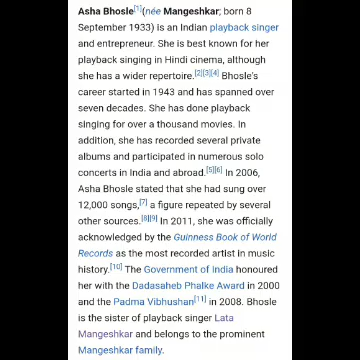 Asha Bhosle[1](née Mangeshkar; born 8
September 1933) is an Indian playback singer
and entrepreneur. She is best known for her
playback singing in Hindi cinema, although
she has a wider repertoire.[2][3][4] Bhosle's
career started in 1943 and has spanned over
seven decades. She has done playback
singing for over a thousand movies. In
addition, she has recorded several private
albums and participated in numerous solo
concerts in India and abroad.[5][6] In 2006,
Asha Bhosle stated that she had sung over
12,000 songs,[7] a figure repeated by several
other sources.[8][9] In 2011, she was officially
acknowledged by the Guinness Book of World
Records as the most recorded artist in music
history.[10] The Government of India honoured
her with the Dadasaheb Phalke Award in 2000
and the Padma Vibhushan[11] in 2008. Bhosle
is the sister of playback singer Lata
Mangeshkar and belongs to the prominent
Mangeshkar family.